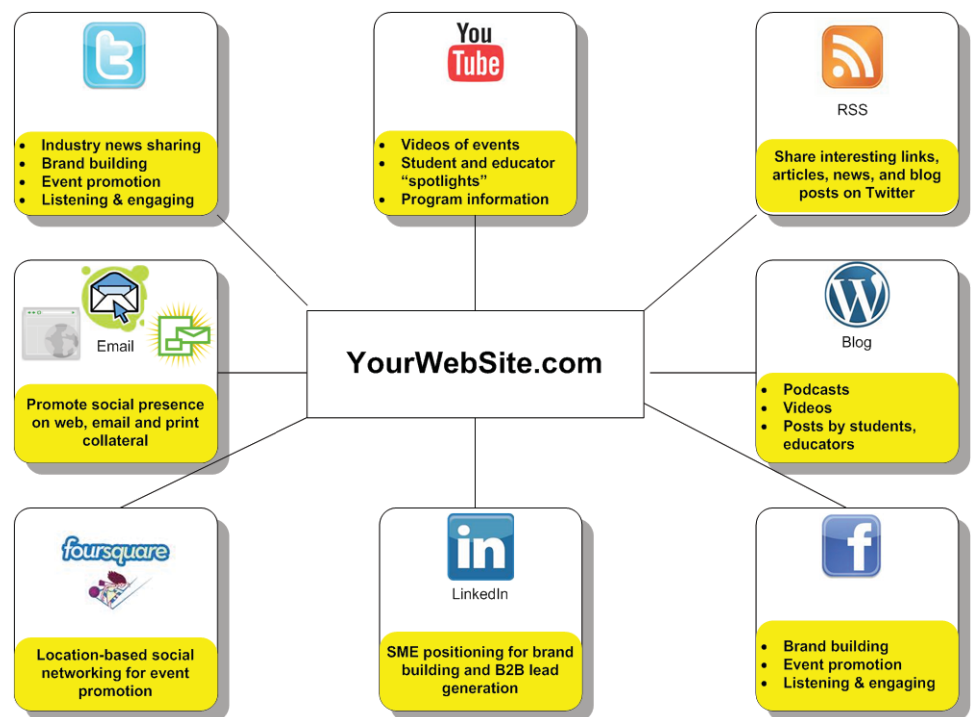 You
Tube
RSS
• Industry news sharing
• Brand building
• Event promotion
• Listening & engaging
• Videos of events
• Student and educator
“spotlights”
• Program information
Share interesting links,
articles, news, and blog
posts on Twitter
Email
YourWebSite.com
Blog
Promote social presence
on web, email and print
collateral
• Podcasts
• Videos
• Posts by students,
educators
foursquare
in
LinkedIn
f
Location-based social
networking for event
promotion
SME positioning for brand
building and B2B lead
generation
• Brand building
• Event promotion
• Listening & engaging